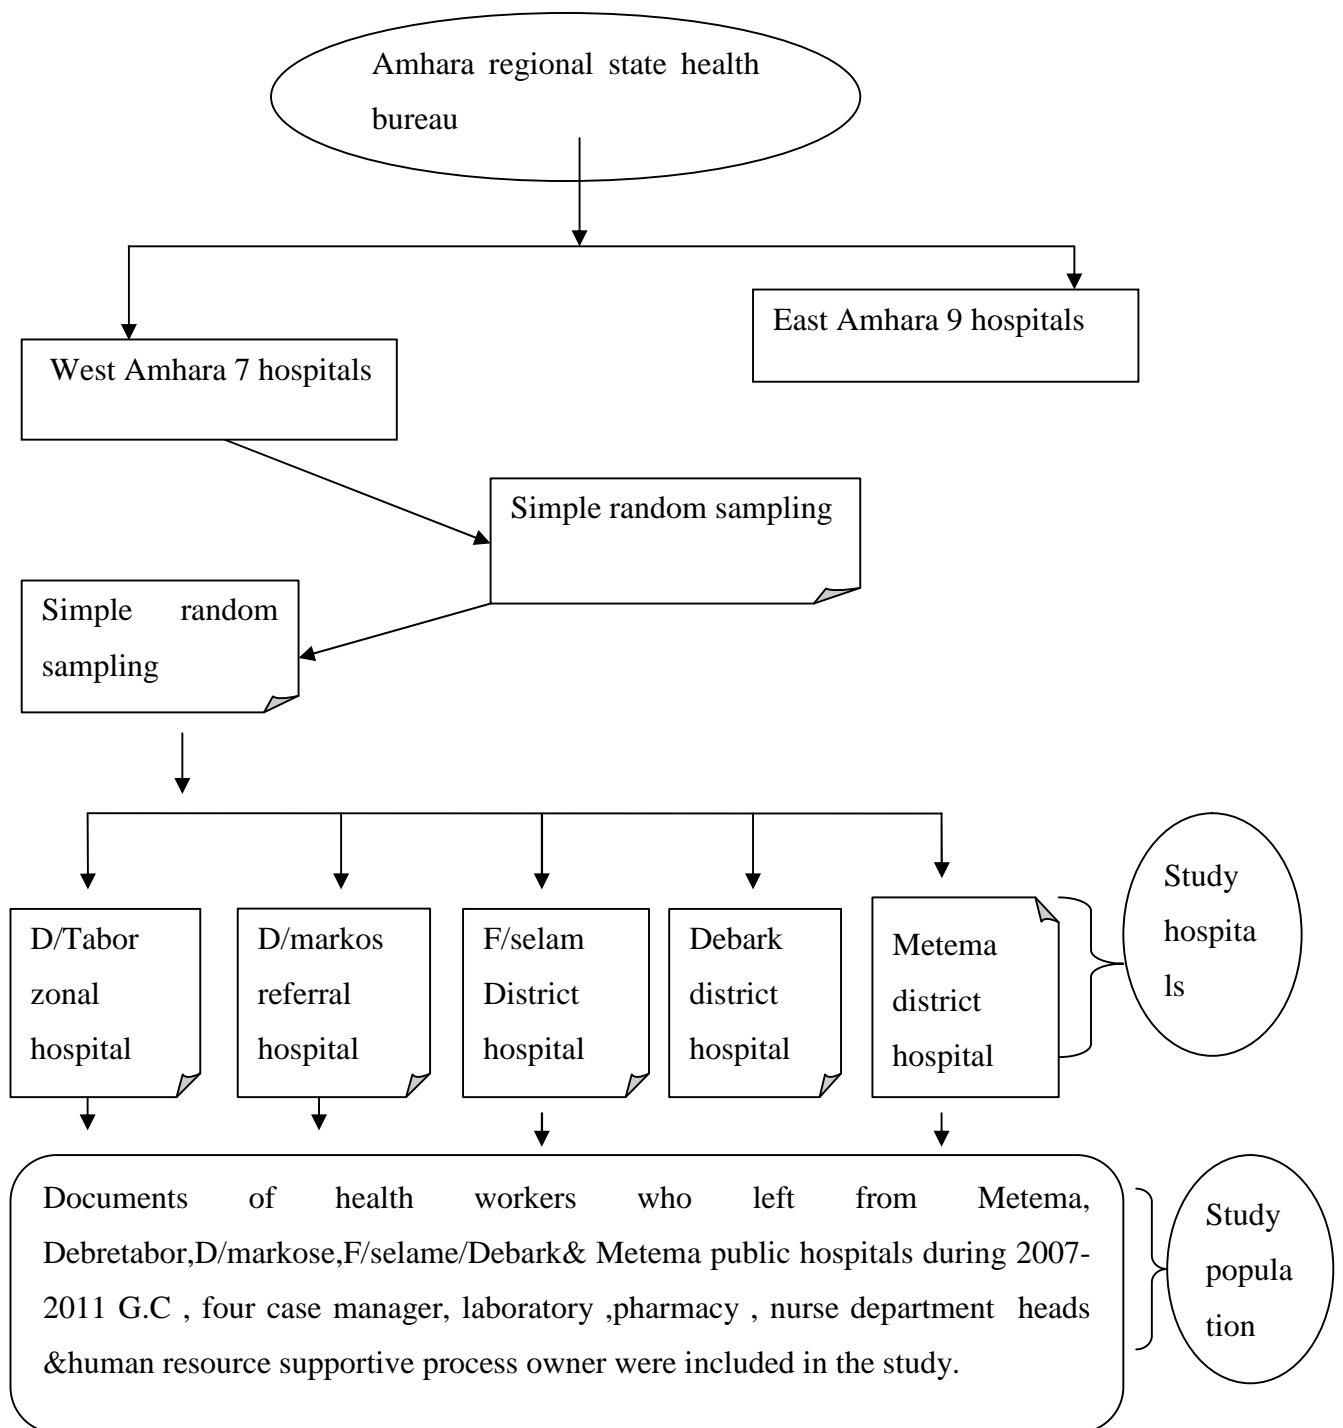 Amhara regional state health
bureau
East Amhara 9 hospitals
West Amhara 7 hospitals
Simple random sampling
Simple random
sampling
D/Tabor
zonal
hospital
D/markos
referral
hospital
F/selam
District
hospital
Debark
district
hospital
Metema
district
hospital
Study
hospita
ls
Documents of health workers who left from Metema,
Debretabor,D/markose,F/selame/Debark& Metema public hospitals during 2007-
2011 G.C , four case manager, laboratory ,pharmacy , nurse department heads
&human resource supportive process owner were included in the study.
Study
popula
tion